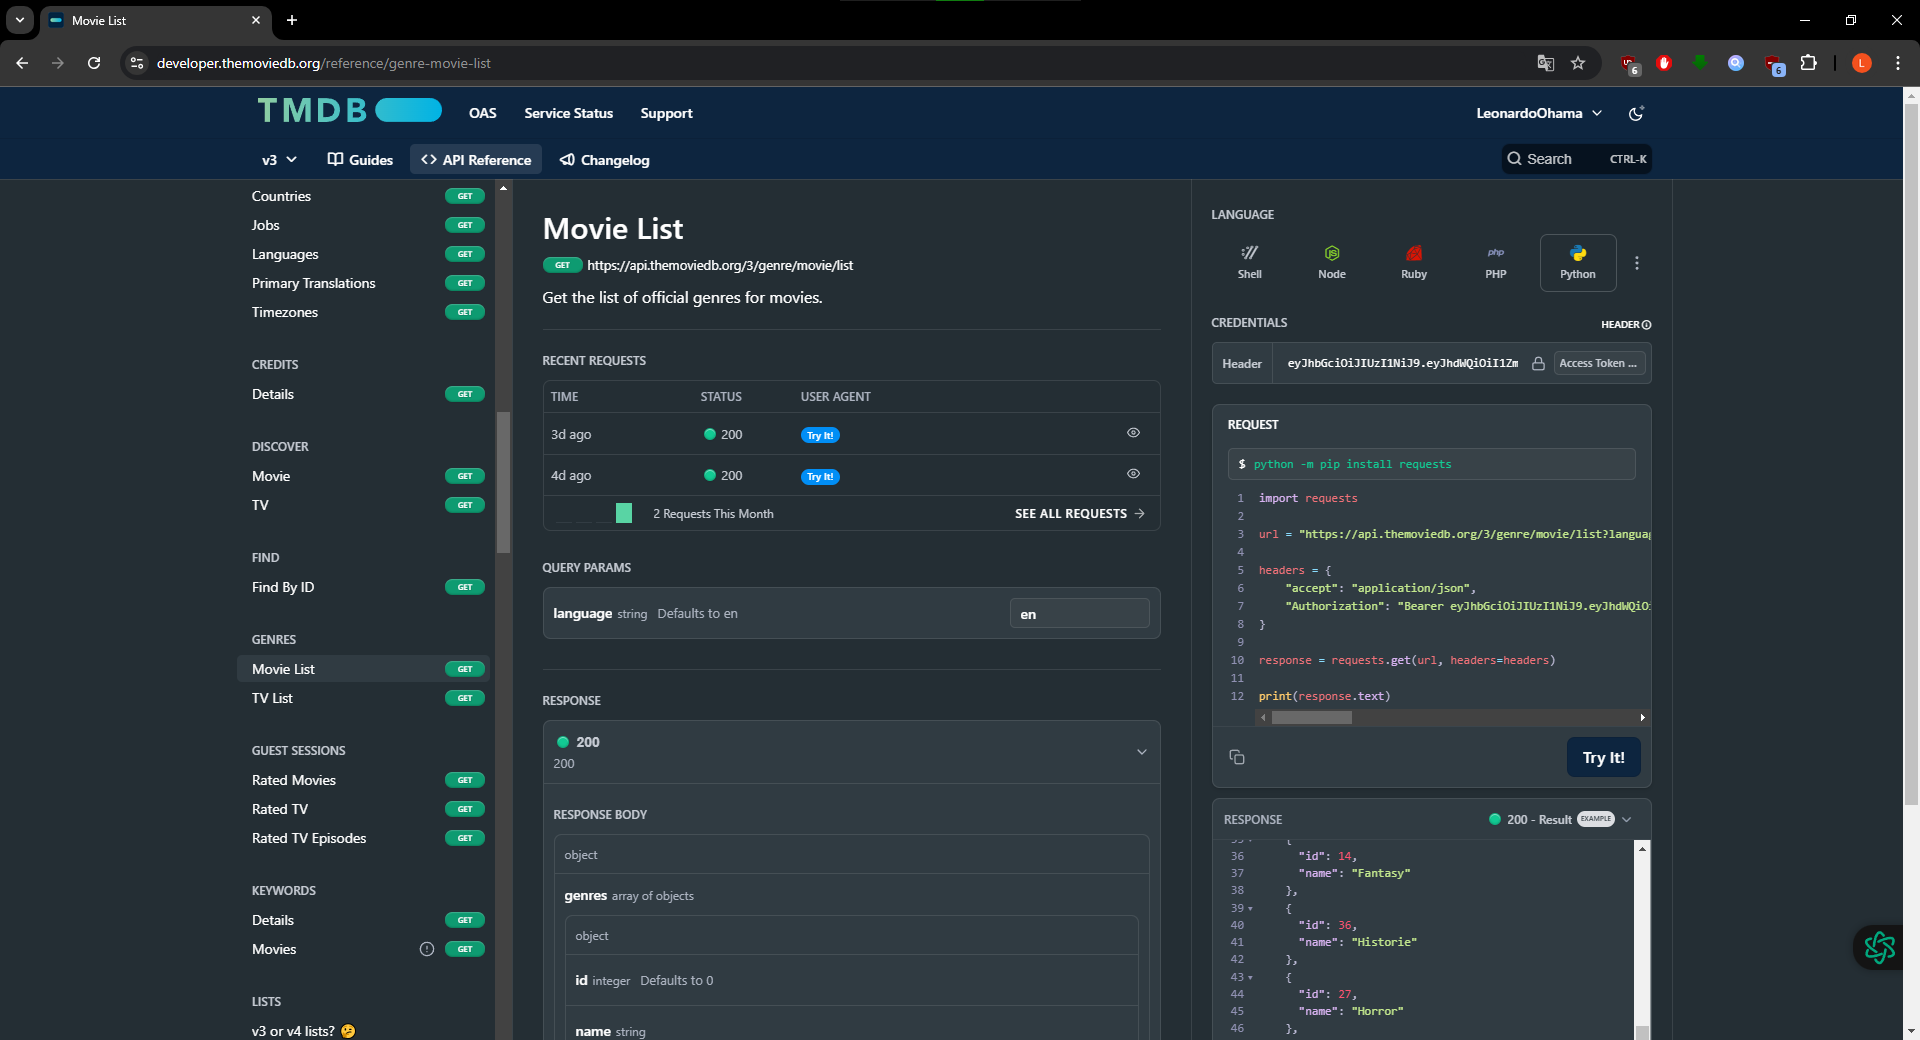 Movie List
developer.themoviedb.org/reference/genre-movie-list
6
6
L
TMDB
OAS
Service Status
Support
LeonardoOhama
v3
Guides
<> API Reference
Changelog
Search
CTRL-K
Countries GET
Jobs GET
Languages GET
Primary Translations GET
Timezones GET
CREDITS
Details GET
DISCOVER
Movie GET
TV GET
FIND
Find By ID GET
GENRES
Movie List GET
TV List GET
GUEST SESSIONS
Rated Movies GET
Rated TV GET
Rated TV Episodes GET
KEYWORDS
Details GET
Movies GET
LISTS
v3 or v4 lists? 🤔
Movie List
GET https://api.themoviedb.org/3/genre/movie/list
Get the list of official genres for movies.
RECENT REQUESTS
TIME STATUS USER AGENT
3d ago 200 Try It!
4d ago 200 Try It!
2 Requests This Month SEE ALL REQUESTS →
QUERY PARAMS
language string Defaults to en en
RESPONSE
200
200
RESPONSE BODY
object
genres array of objects
object
id integer Defaults to 0
name string
LANGUAGE
Shell
Node
Ruby
php
PHP
Python
CREDENTIALS
HEADER
Header eyJhbGciOiJIUzI1NiJ9.eyJhdWQiOiI1Zm Access Token ...
REQUEST
$ python -m pip install requests
1 import requests
2
3 url = "https://api.themoviedb.org/3/genre/movie/list?langua
4
5 headers = {
6 "accept": "application/json",
7 "Authorization": "Bearer eyJhbGciOiJIUzI1NiJ9.eyJhdWQiO
8 }
9
10 response = requests.get(url, headers=headers)
11
12 print(response.text)
Try It!
RESPONSE
200 - Result EXAMPLE
35 {
36 "id": 14,
37 "name": "Fantasy"
38 },
39 {
40 "id": 36,
41 "name": "Historie"
42 },
43 {
44 "id": 27,
45 "name": "Horror"
46 },